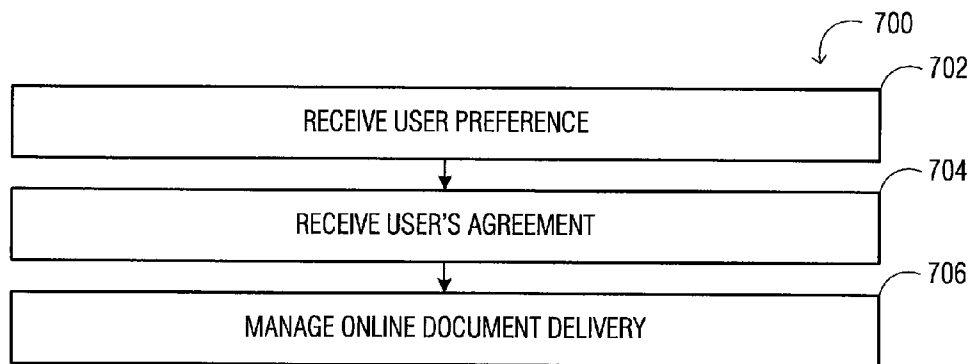 700
702
RECEIVE USER PREFERENCE
704
RECEIVE USER'S AGREEMENT
706
MANAGE ONLINE DOCUMENT DELIVERY